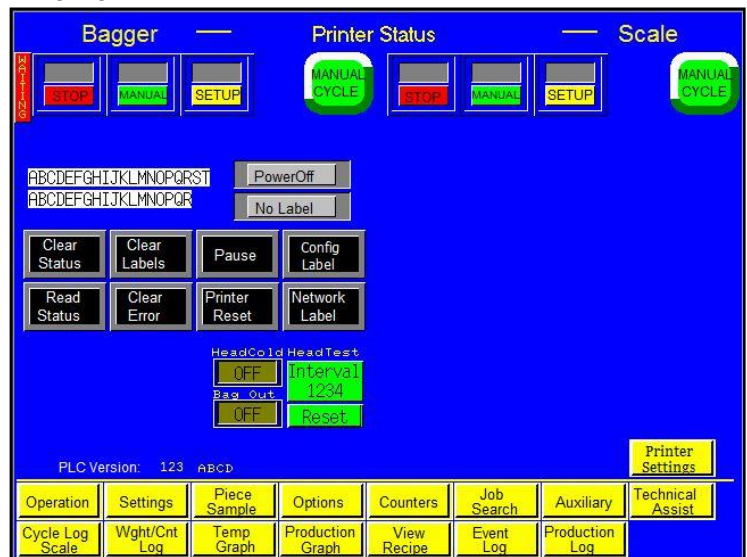 Bagger — Printer Status — Scale
WAITING
STOP MANUAL SETUP MANUAL CYCLE STOP MANUAL SETUP MANUAL CYCLE
ABCDEFGHIJKLMNOPQRST PowerOff
ABCDEFGHIJKLMNOPQR No Label
Clear Status Clear Labels Pause Config Label
Read Status Clear Error Printer Reset Network Label
HeadCold HeadTest
OFF Interval 1234
Bag Out
OFF Reset
Printer Settings
PLC Version: 123 ABCD
Operation Settings Piece Sample Options Counters Job Search Auxiliary Technical Assist
Cycle Log Scale Wght/Cnt Log Temp Graph Production Graph View Recipe Event Log Production Log